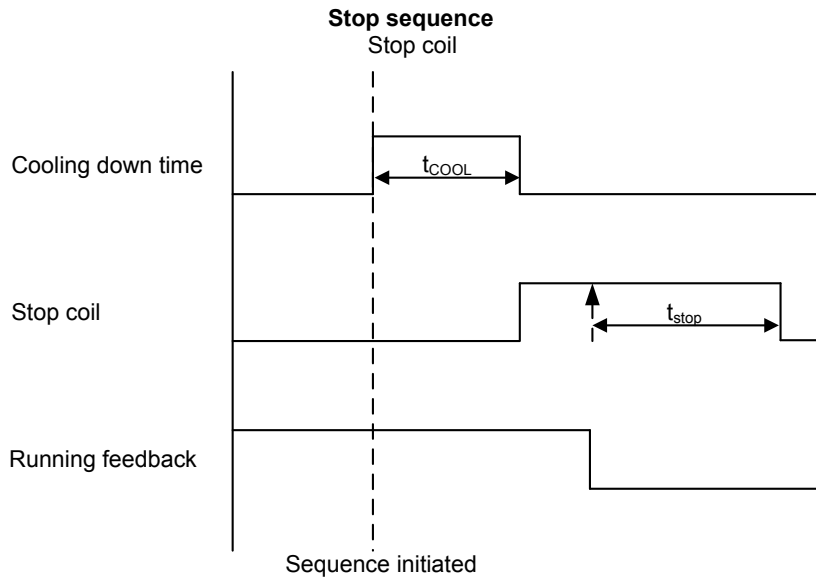 Stop sequence
Stop coil
Cooling down time
tCOOL
Stop coil
tstop
Running feedback
Sequence initiated